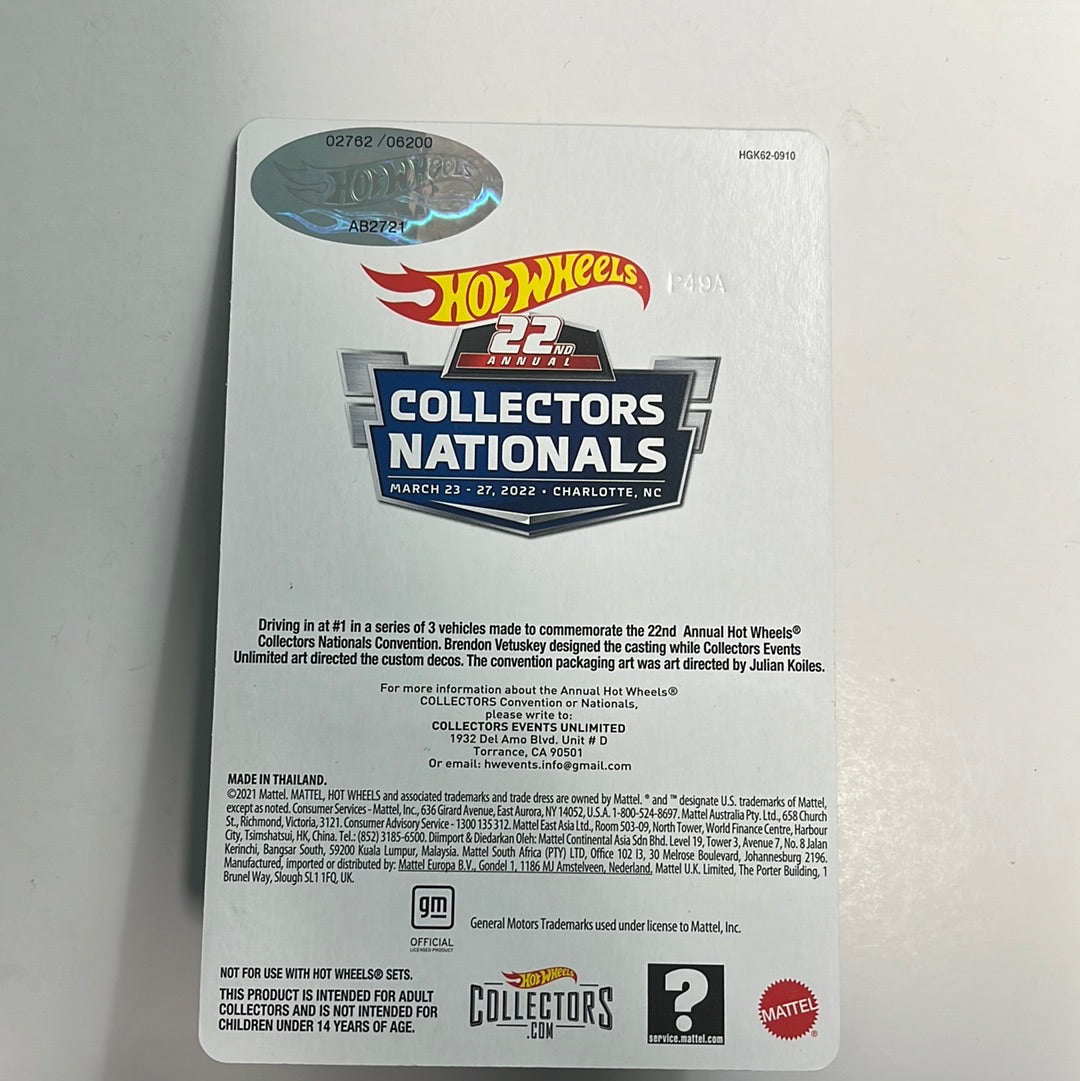 02762 /06200
HOT WHEELS
AB2721
HGK62-0910
HOT WHEELS®
P49A
22ND
ANNUAL
COLLECTORS
NATIONALS
MARCH 23 - 27, 2022 • CHARLOTTE, NC
Driving in at #1 in a series of 3 vehicles made to commemorate the 22nd Annual Hot Wheels®
Collectors Nationals Convention. Brendon Vetuskey designed the casting while Collectors Events
Unlimited art directed the custom decos. The convention packaging art was art directed by Julian Koiles.
For more information about the Annual Hot Wheels®
COLLECTORS Convention or Nationals,
please write to:
COLLECTORS EVENTS UNLIMITED
1932 Del Amo Blvd. Unit # D
Torrance, CA 90501
Or email: hwevents.info@gmail.com
MADE IN THAILAND.
©2021 Mattel. MATTEL, HOT WHEELS and associated trademarks and trade dress are owned by Mattel. ® and ™ designate U.S. trademarks of Mattel,
except as noted. Consumer Services - Mattel, Inc., 636 Girard Avenue, East Aurora, NY 14052, U.S.A. 1-800-524-8697. Mattel Australia Pty. Ltd., 658 Church
St., Richmond, Victoria, 3121. Consumer Advisory Service - 1300 135 312. Mattel East Asia Ltd., Room 503-09, North Tower, World Finance Centre, Harbour
City, Tsimshatsui, HK, China. Tel.: (852) 3185-6500. Diimport & Diedarkan Oleh: Mattel Continental Asia Sdn Bhd. Level 19, Tower 3, Avenue 7, No. 8 Jalan
Kerinchi, Bangsar South, 59200 Kuala Lumpur, Malaysia. Mattel South Africa (PTY) LTD, Office 102 I3, 30 Melrose Boulevard, Johannesburg 2196.
Manufactured, imported or distributed by: Mattel Europa B.V., Gondel 1, 1186 MJ Amstelveen, Nederland. Mattel U.K. Limited, The Porter Building, 1
Brunel Way, Slough SL1 1FQ, UK.
gm
OFFICIAL
LICENSED PRODUCT
General Motors Trademarks used under license to Mattel, Inc.
NOT FOR USE WITH HOT WHEELS® SETS.
THIS PRODUCT IS INTENDED FOR ADULT
COLLECTORS AND IS NOT INTENDED FOR
CHILDREN UNDER 14 YEARS OF AGE.
HOT WHEELS
COLLECTORS
.COM
?
service.mattel.com
MATTEL®